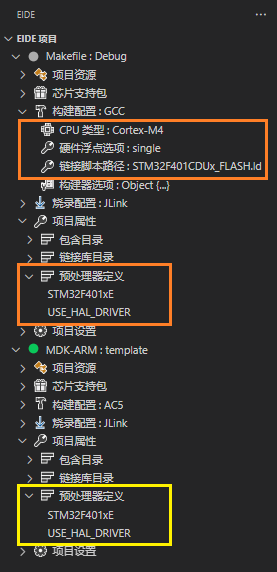 EIDE
EIDE 项目
Makefile : Debug
项目资源
芯片支持包
构建配置 : GCC
CPU 类型 : Cortex-M4
硬件浮点选项 : single
链接脚本路径 : STM32F401CDUx_FLASH.ld
构建器选项 : Object {...}
烧录配置 : JLink
项目属性
包含目录
链接库目录
预处理器定义
STM32F401xE
USE_HAL_DRIVER
项目设置
MDK-ARM : template
项目资源
芯片支持包
构建配置 : AC5
烧录配置 : JLink
项目属性
包含目录
链接库目录
预处理器定义
STM32F401xE
USE_HAL_DRIVER
项目设置